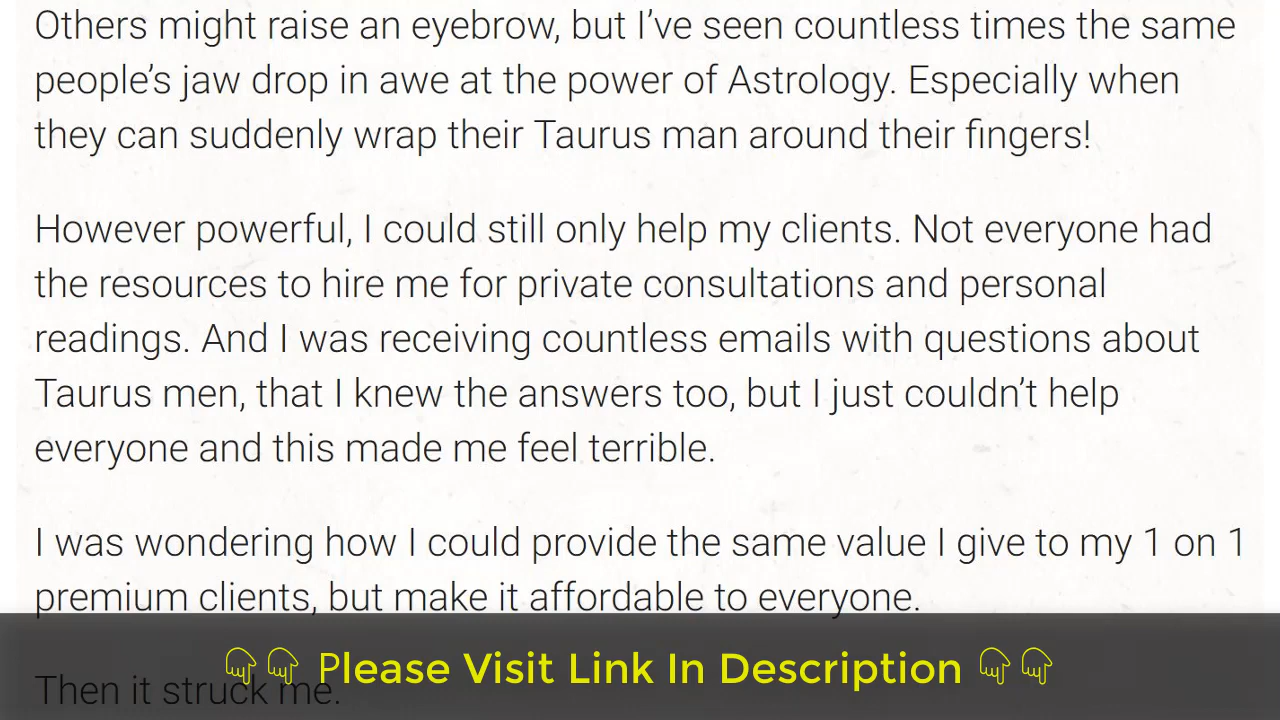 Others might raise an eyebrow, but I’ve seen countless times the same
people’s jaw drop in awe at the power of Astrology. Especially when
they can suddenly wrap their Taurus man around their fingers!
However powerful, I could still only help my clients. Not everyone had
the resources to hire me for private consultations and personal
readings. And I was receiving countless emails with questions about
Taurus men, that I knew the answers too, but I just couldn’t help
everyone and this made me feel terrible.
I was wondering how I could provide the same value I give to my 1 on 1
premium clients, but make it affordable to everyone.
👇👇 Please Visit Link In Description 👇👇
Then it struck me.